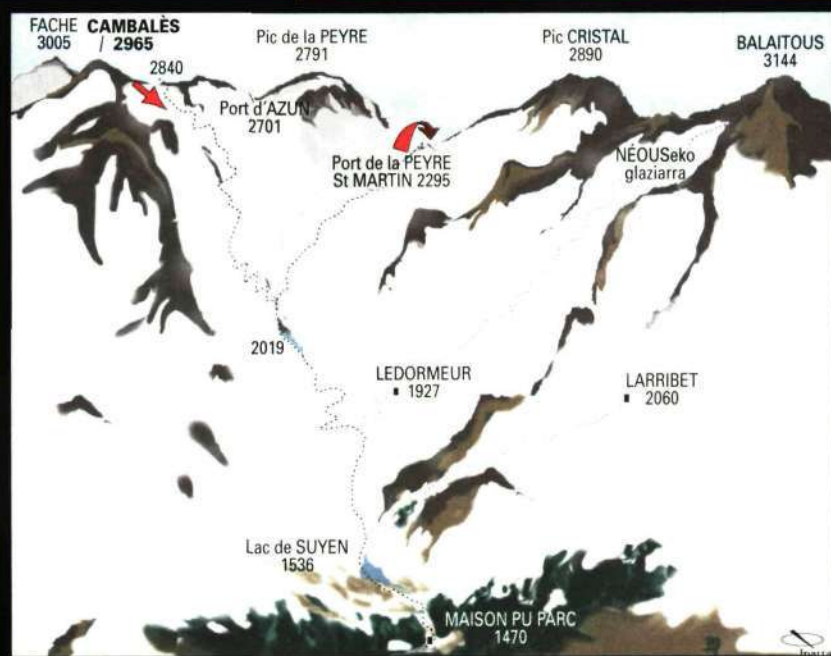 FACHE
3005
CAMBALÈS
/ 2965
2840
Pic de la PEYRE
2791
Pic CRISTAL
2890
BALAITOUS
3144
Port d'AZUN
2701
Port de la PEYRE
St MARTIN 2295
NÉOUSeko
glaziarra
2019
LEDORMEUR
1927
LARRIBET
2060
Lac de SUYEN
1536
MAISON PU PARC
1470